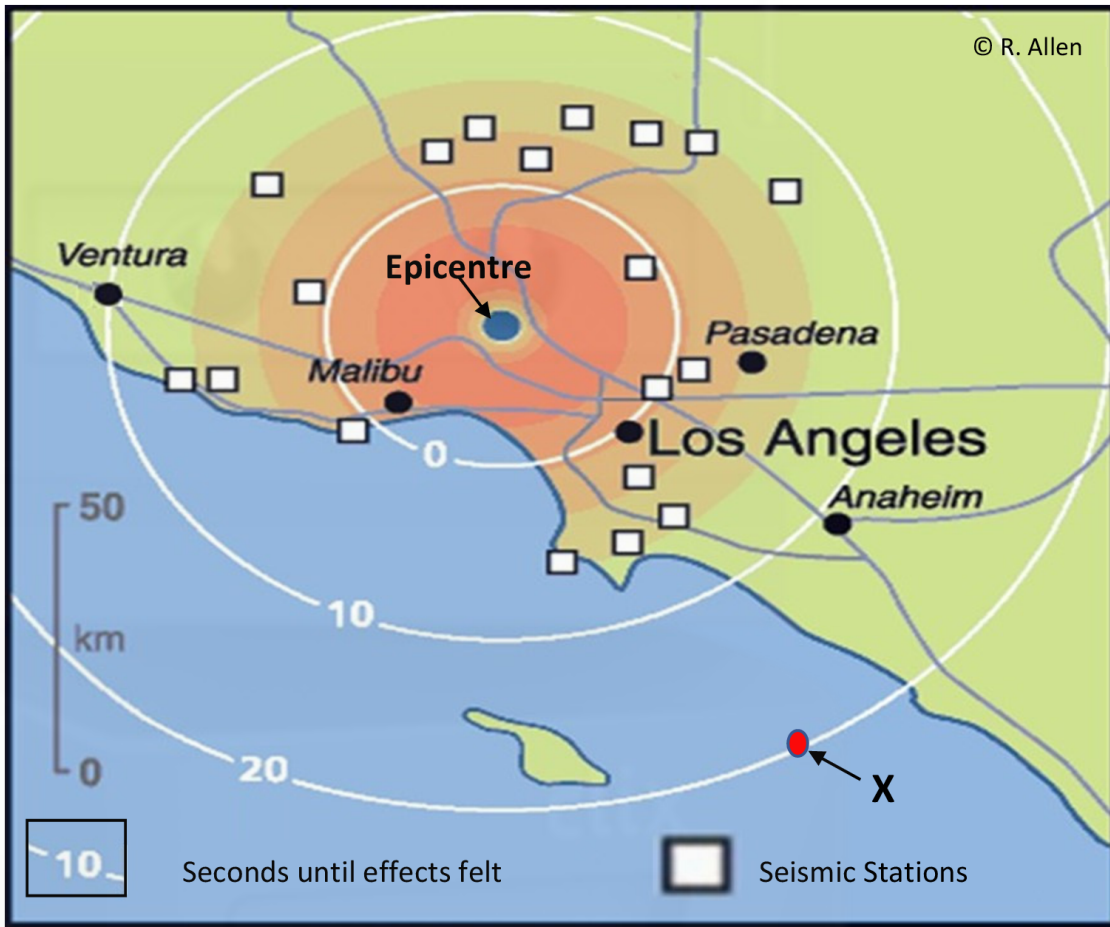 © R. Allen
Ventura
Epicentre
Pasadena
Malibu
Los Angeles
0
Anaheim
50
10
km
20
0
X
10
Seconds until effects felt
Seismic Stations